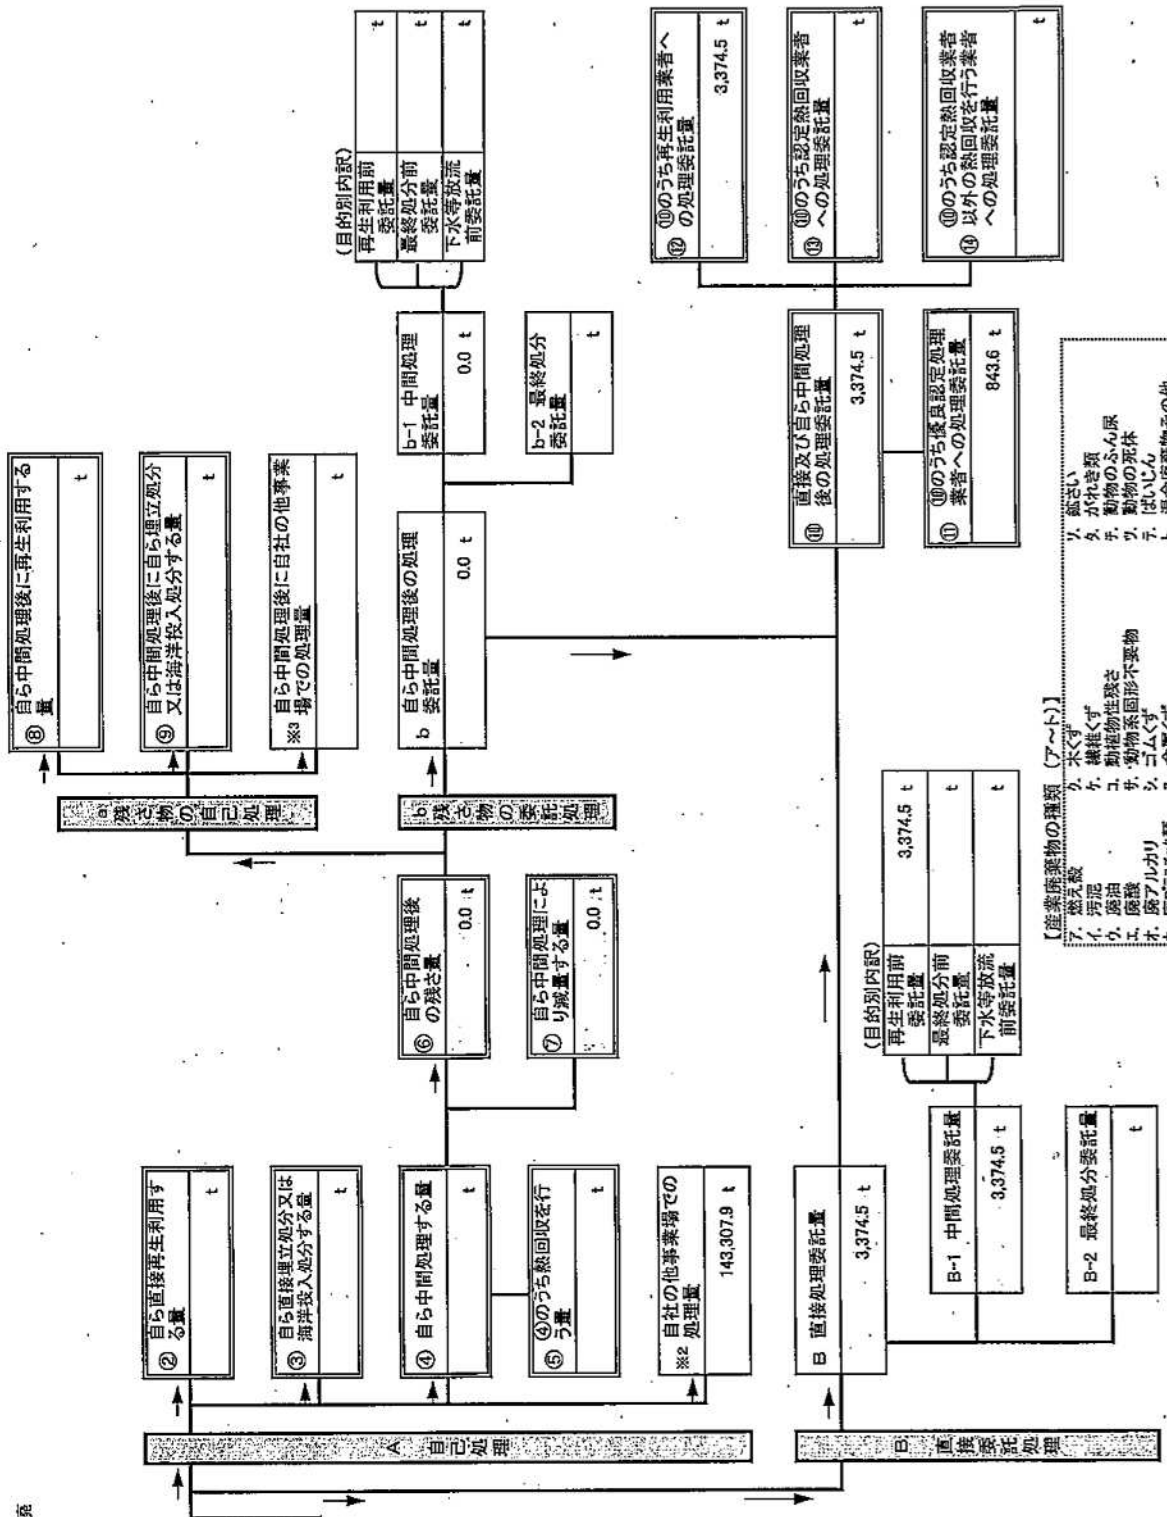 廃
A 自己処理
② 自ら直接再生利用す
る量
t
③ 自ら直接埋立処分又は
海洋投入処分する量
t
④ 自ら中間処理する量
t
⑤ ④のうち熱回収を行
う量
t
※2 自社の他事業場での
処理量
143,307.9 t
⑥ 自ら中間処理後
の残さ量
0.0 t
⑦ 自ら中間処理によ
り減量する量
0.0 t
a 残さ物の自己処理
⑧ 自ら中間処理後に再生利用する
量
t
⑨ 自ら中間処理後に自ら埋立処分
又は海洋投入処分する量
t
※3 自ら中間処理後に自社の他事業
場での処理量
t
b 残さ物の委託処理
b 自ら中間処理後の処理
委託量
0.0 t
b-1 中間処理
委託量
0.0 t
b-2 最終処分
委託量
t
(目的別内訳)
再生利用前
委託量
t
最終処分前
委託量
t
下水等放流
前委託量
t
B 直接委託処理
B 直接処理委託量
3,374.5 t
B-1 中間処理委託量
3,374.5 t
B-2 最終処分委託量
t
(目的別内訳)
再生利用前
委託量
3,374.5 t
最終処分前
委託量
t
下水等放流
前委託量
t
⑩ 直接及び自ら中間処理
後の処理委託量
3,374.5 t
⑪ ⑩のうち優良認定処理
業者への処理委託量
843.6 t
⑫ ⑩のうち再生利用業者へ
の処理委託量
3,374.5 t
⑬ ⑩のうち認定熱回収業者
への処理委託量
t
⑭ ⑩のうち認定熱回収業者
以外の熱回収を行う業者
への処理委託量
t
【産業廃棄物の種類 (ア～ト)】
ア. 燃え殻
イ. 汚泥
ウ. 廃油
エ. 廃酸
オ. 廃アルカリ
ク. 木くず
ケ. 繊維くず
コ. 動植物性残さ
サ. 動物系固形不要物
シ. ゴムくず
ソ. 鉱さい
タ. がれき類
チ. 動物のふん尿
ツ. 動物の死体
テ. ばいじん